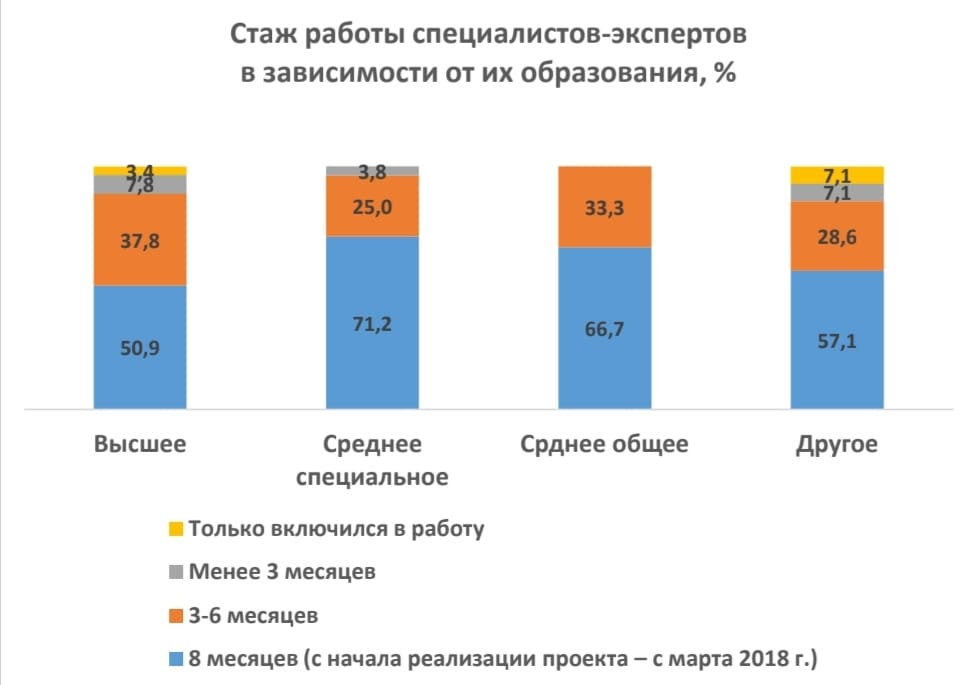 Стаж работы специалистов-экспертов
в зависимости от их образования, %
3,4
7,8
37,8
50,9
3,8
25,0
71,2
33,3
66,7
7,1
7,1
28,6
57,1
Высшее
Среднее
специальное
Срднее общее
Другое
Только включился в работу
Менее 3 месяцев
3-6 месяцев
8 месяцев (с начала реализации проекта – с марта 2018 г.)